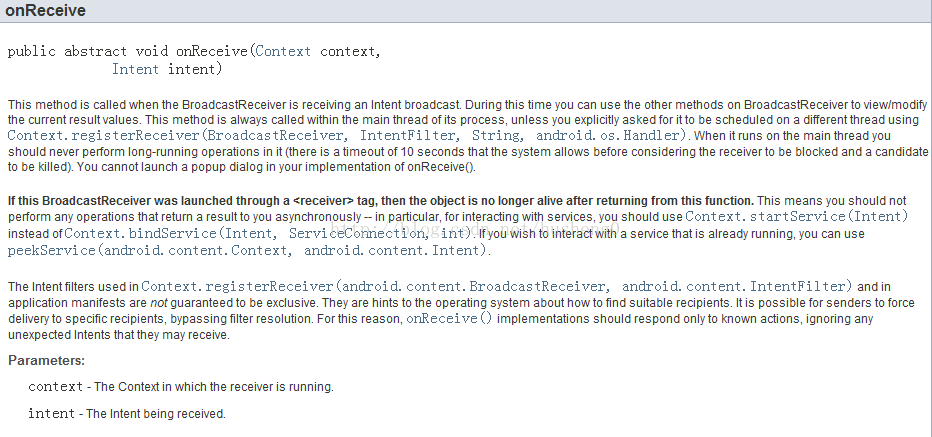 onReceive
public abstract void onReceive(Context context,
Intent intent)
This method is called when the BroadcastReceiver is receiving an Intent broadcast. During this time you can use the other methods on BroadcastReceiver to view/modify
the current result values. This method is always called within the main thread of its process, unless you explicitly asked for it to be scheduled on a different thread using
Context.registerReceiver(BroadcastReceiver, IntentFilter, String, android.os.Handler). When it runs on the main thread you
should never perform long-running operations in it (there is a timeout of 10 seconds that the system allows before considering the receiver to be blocked and a candidate
to be killed). You cannot launch a popup dialog in your implementation of onReceive().
If this BroadcastReceiver was launched through a <receiver> tag, then the object is no longer alive after returning from this function. This means you should not
perform any operations that return a result to you asynchronously -- in particular, for interacting with services, you should use Context.startService(Intent)
instead of Context.bindService(Intent, ServiceConnection, int). If you wish to interact with a service that is already running, you can use
peekService(android.content.Context, android.content.Intent).
The Intent filters used in Context.registerReceiver(android.content.BroadcastReceiver, android.content.IntentFilter) and in
application manifests are not guaranteed to be exclusive. They are hints to the operating system about how to find suitable recipients. It is possible for senders to force
delivery to specific recipients, bypassing filter resolution. For this reason, onReceive() implementations should respond only to known actions, ignoring any
unexpected Intents that they may receive.
Parameters:
context - The Context in which the receiver is running.
intent - The Intent being received.